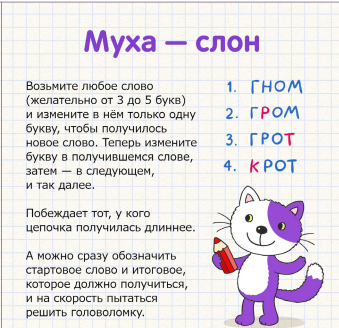 Муха — слон
Возьмите любое слово
(желательно от 3 до 5 букв)
и измените в нём только одну
букву, чтобы получилось
новое слово. Теперь измените
букву в получившемся слове,
затем — в следующем,
и так далее.
Побеждает тот, у кого
цепочка получилась длиннее.
А можно сразу обозначить
стартовое слово и итоговое,
которое должно получиться,
и на скорость пытаться
решить головоломку.
1. ГНОМ
2. ГРОМ
3. ГРОТ
4. КРОТ